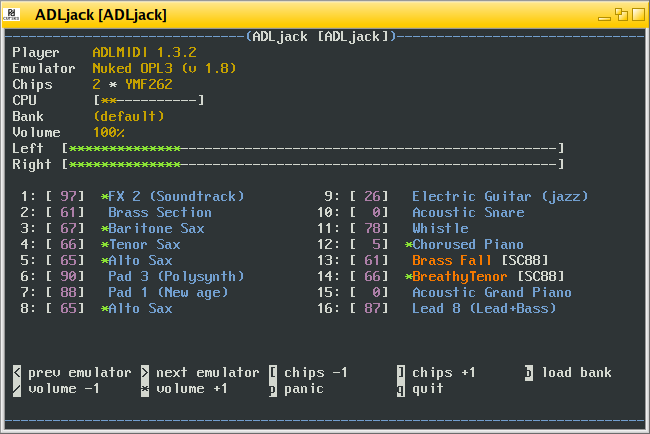 ADLjack [ADLjack]
(ADLjack [ADLjack])
Player ADLMIDI 1.3.2
Emulator Nuked OPL3 (v 1.8)
Chips 2 * YMF262
CPU [**----------]
Bank (default)
Volume 100%
Left [**************-----------------------------------------------]
Right [**************-----------------------------------------------]
1: [ 97] *FX 2 (Soundtrack) 9: [ 26] Electric Guitar (jazz)
2: [ 61] Brass Section 10: [ 0] Acoustic Snare
3: [ 67] *Baritone Sax 11: [ 78] Whistle
4: [ 66] *Tenor Sax 12: [ 5] *Chorused Piano
5: [ 65] *Alto Sax 13: [ 61] Brass Fall [SC88]
6: [ 90] Pad 3 (Polysynth) 14: [ 66] *BreathyTenor [SC88]
7: [ 88] Pad 1 (New age) 15: [ 0] Acoustic Grand Piano
8: [ 65] *Alto Sax 16: [ 87] Lead 8 (Lead+Bass)
< prev emulator > next emulator [ chips -1 ] chips +1 b load bank
/ volume -1 * volume +1 p panic q quit